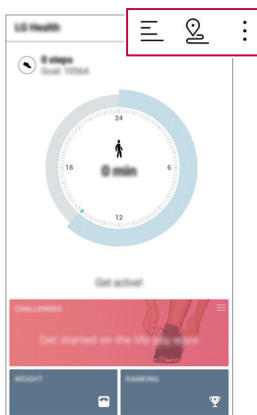 LG Health
0 steps
Goal: 10564
24
18
6
0 min
12
Get active!
CHALLENGES
Get started on the life you want
WEIGHT
RANKING